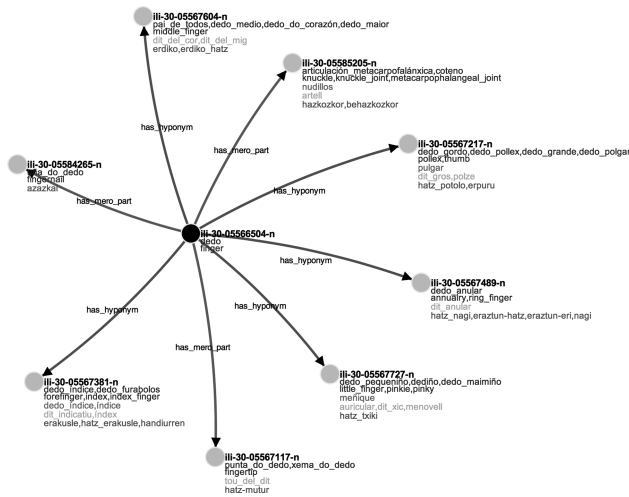 ili-30-05567604-n
pai_de_todos,dedo_medio,dedo_do_corazón,dedo_maior
middle_finger
dit_del_cor,dit_del_mig
erdiko,erdiko_hatz
ili-30-05585205-n
articulación_metacarpofalánxica,coteno
knuckle,knuckle_joint,metacarpophalangeal_joint
nudillos
artell
hazkozkor,behazkozkor
has_hyponym
has_mero_part
ili-30-05567217-n
dedo_gordo,dedo_pollex,dedo_grande,dedo_polgar
pollex,thumb
pulgar
dit_gros,polze
hatz_potolo,erpuru
ili-30-05584265-n
fingernail
azazkal
has_hyponym
has_mero_part
ili-30-05566504-n
dedo
finger
has_hyponym
ili-30-05567489-n
dedo_anular
annualry,ring_finger
dit_anular
hatz_nagi,eraztun-hatz,eraztun-eri,nagi
has_hyponym
has_hyponym
has_mero_part
ili-30-05567727-n
dedo_pequeniño,dediño,dedo_maimiño
little_finger,pinkie,pinky
meñique
auricular,dit_xic,menovell
hatz_txiki
ili-30-05567381-n
dedo_índice,dedo_furabolos
forefinger,index,index_finger
dedo_índice,índice
dit_indicatiu,índex
erakusle,hatz_erakusle,handiurren
ili-30-05567117-n
punta_do_dedo,xema_do_dedo
fingertip
tou_del_dit
hatz-mutur